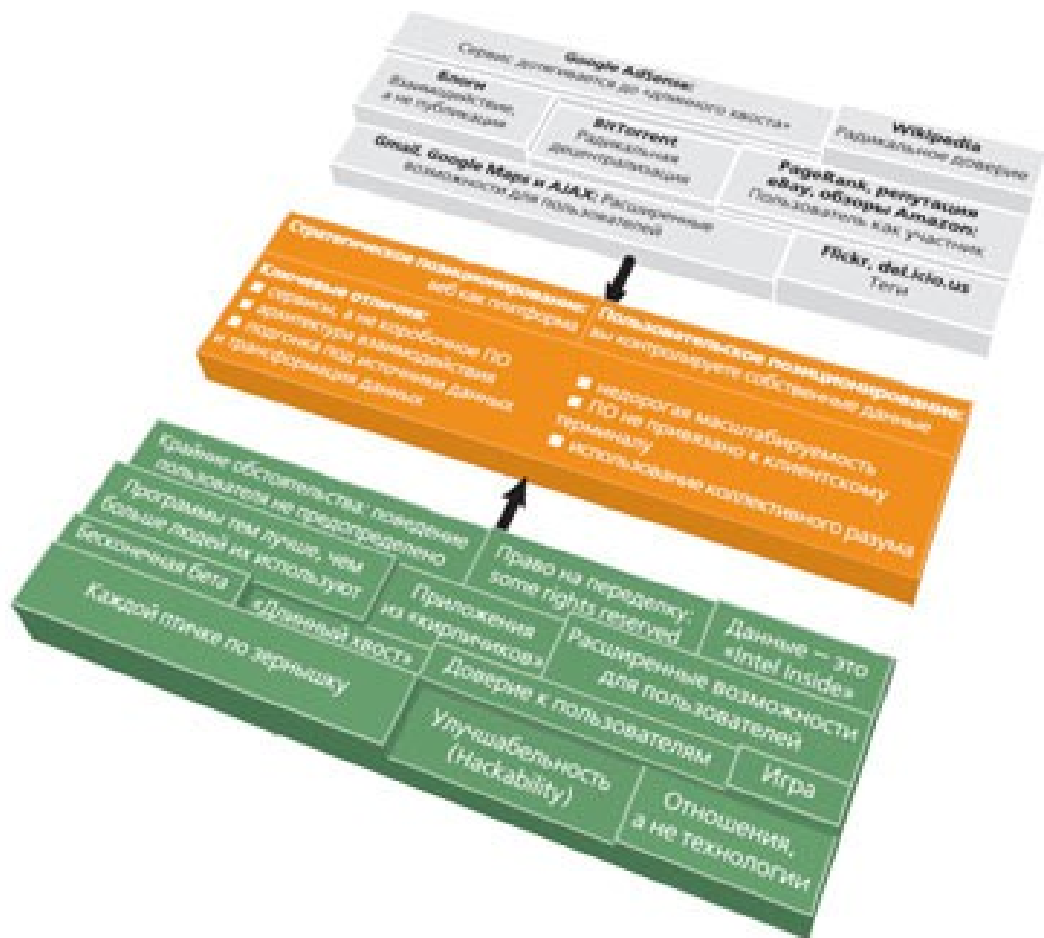 Google AdSense:
Сервис дотягивается до «длинного хвоста»
Блоги
Взаимодействие,
а не публикация
BitTorrent
Радикальная
децентрализация
Wikipedia
Радикальное доверие
Gmail, Google Maps и AJAX: Расширенные
возможности для пользователей
PageRank, репутация
eBay, обзоры Amazon:
Пользователь как участник
Flickr, del.icio.us
Теги
Стратегическое позиционирование:
веб как платформа
Пользовательское позиционирование:
вы контролируете собственные данные
Ключевые отличия:
■ сервисы, а не коробочное ПО
■ архитектура взаимодействия
■ подгонка под источники данных
и трансформация данных
■ недорогая масштабируемость
■ ПО не привязано к клиентскому
терминалу
■ использование коллективного разума
Крайние обстоятельства: поведение
пользователя не предопределено
Программы тем лучше, чем
больше людей их используют
Право на переделку:
some rights reserved
Данные — это
«Intel Inside»
Бесконечная бета
«Длинный хвост»
Приложения
из «кирпичиков»
Расширенные возможности
для пользователей
Каждой птичке по зернышку
Доверие к пользователям
Игра
Улучшабельность
(Hackability)
Отношения,
а не технологии